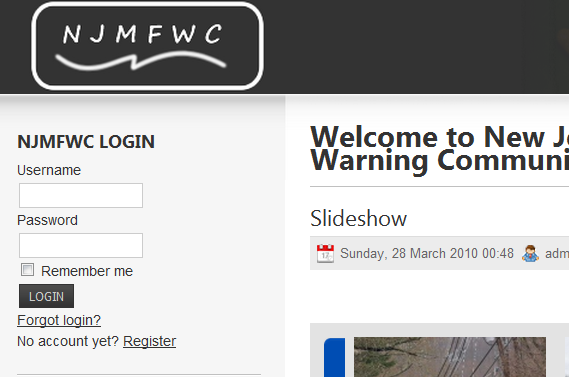 NJMFWC
NJMFWC LOGIN
Username
Password
Remember me
LOGIN
Forgot login?
No account yet? Register
Welcome to New J
Warning Communi
Slideshow
Sunday, 28 March 2010 00:48 adm